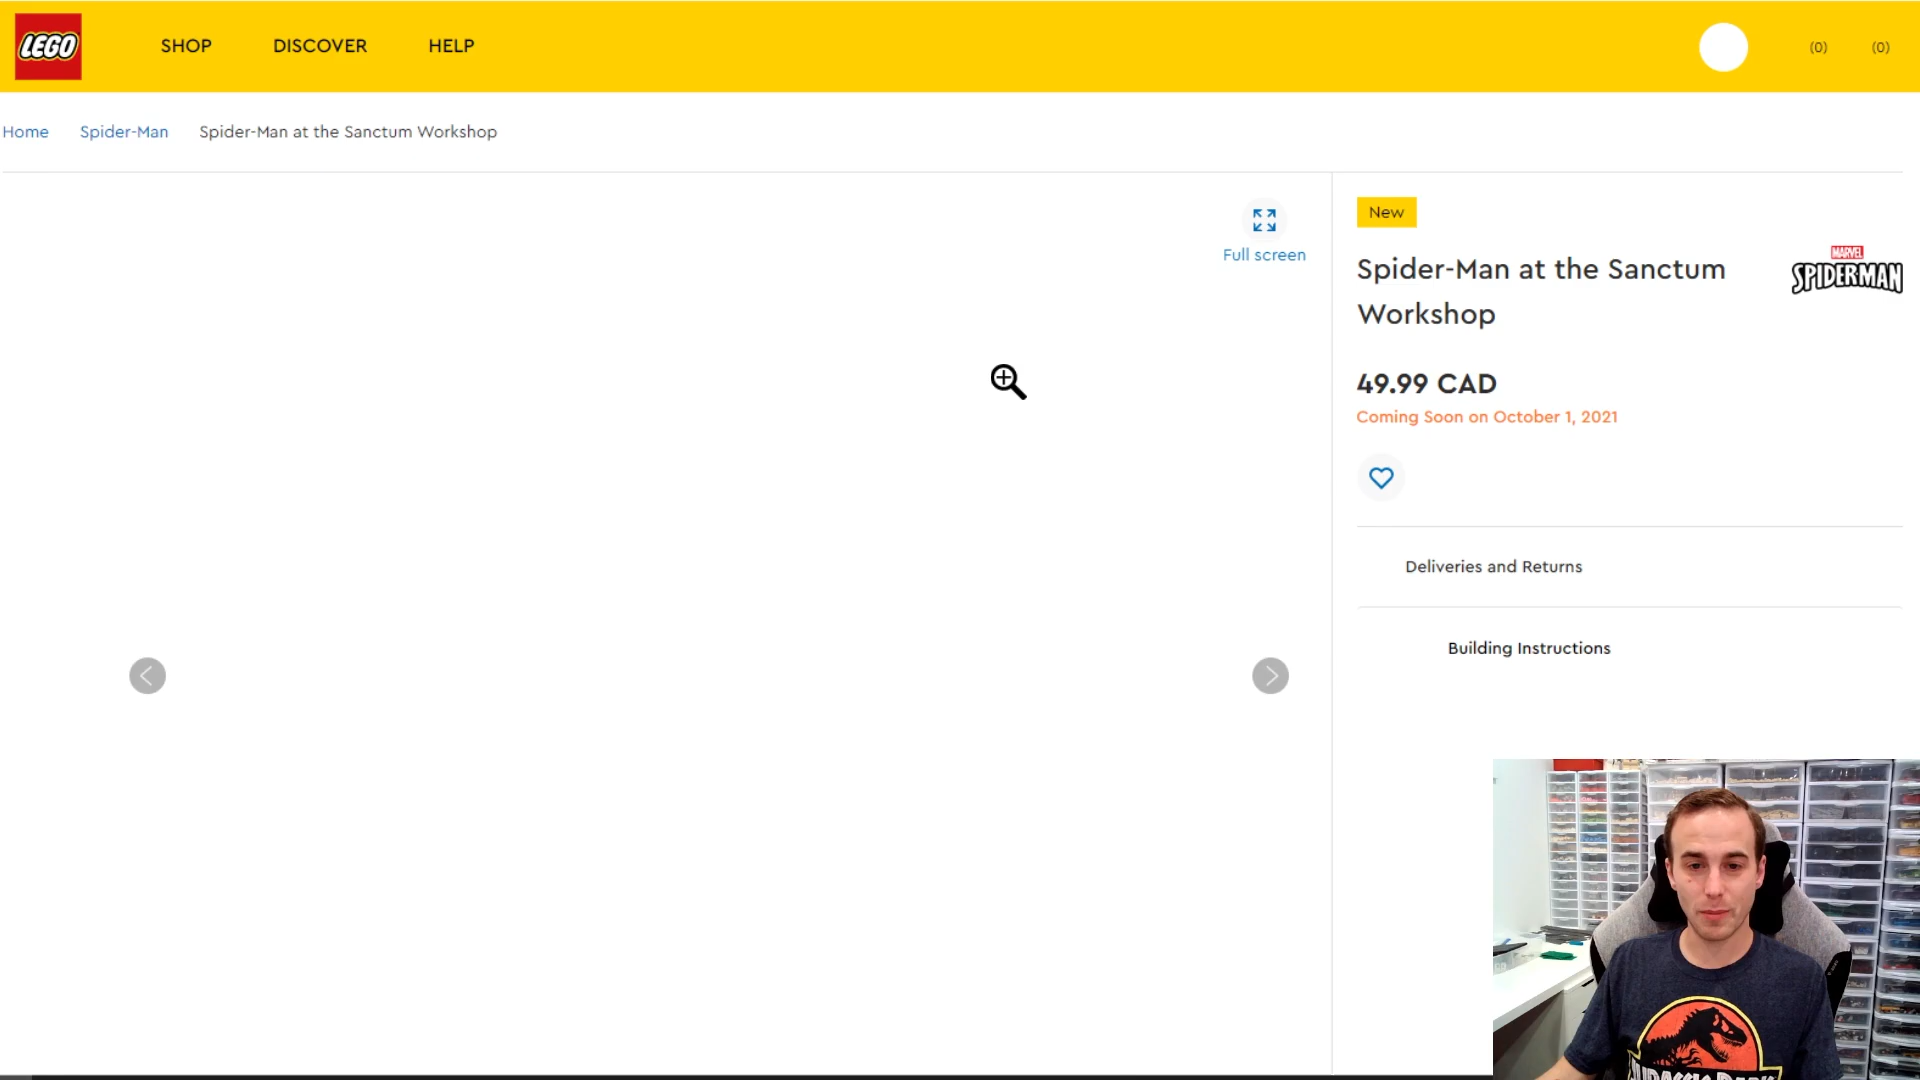 LEGO
SHOP DISCOVER HELP
(0) (0)
Home Spider-Man Spider-Man at the Sanctum Workshop
Full screen
New
Spider-Man at the Sanctum
Workshop
MARVEL
SPIDERMAN
49.99 CAD
Coming Soon on October 1, 2021
Deliveries and Returns
Building Instructions
JURASSIC PARK